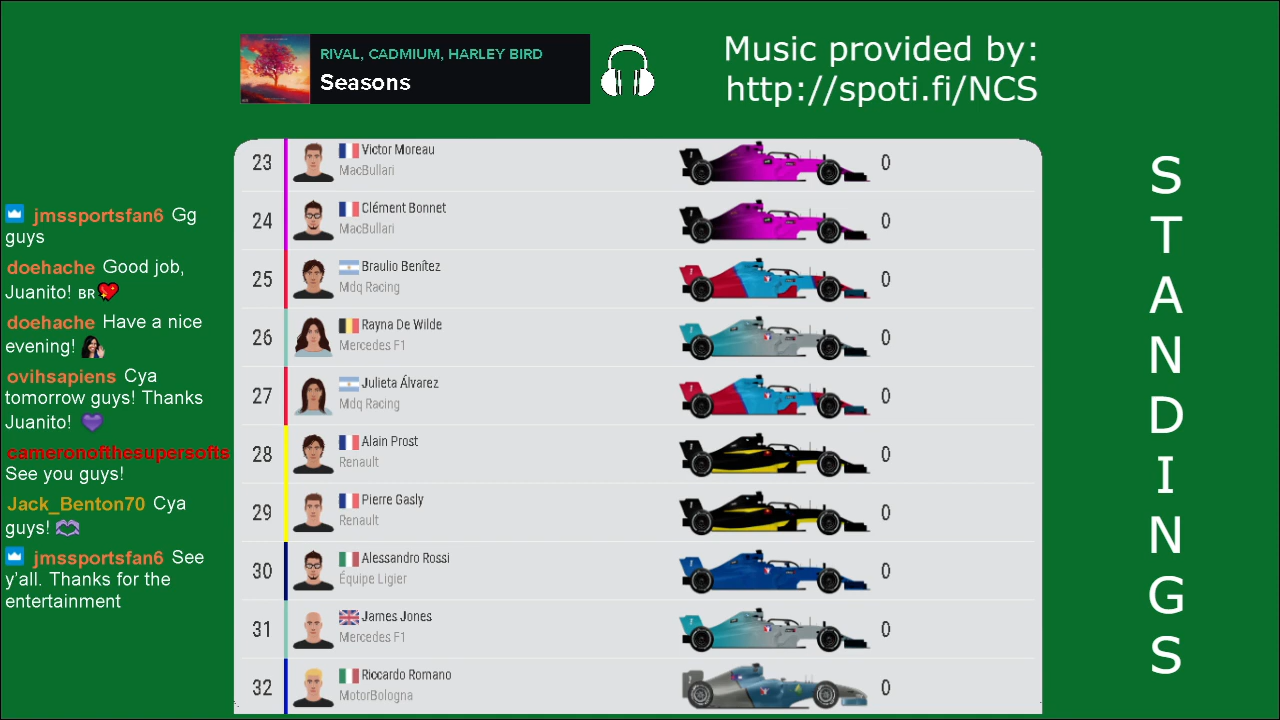 RIVAL, CADMIUM, HARLEY BIRD
Seasons
Music provided by:
http://spoti.fi/NCS
jmssportsfan6 Gg
guys
doehache Good job,
Juanito! BR
doehache Have a nice
evening!
ovihsapiens Cya
tomorrow guys! Thanks
Juanito!
cameronofthesupersofts
See you guys!
Jack_Benton70 Cya
guys!
jmssportsfan6 See
y'all. Thanks for the
entertainment
23 Victor Moreau 0
MacBullari
24 Clément Bonnet 0
MacBullari
25 Braulio Benítez 0
Mdq Racing
26 Rayna De Wilde 0
Mercedes F1
27 Julieta Álvarez 0
Mdq Racing
28 Alain Prost 0
Renault
29 Pierre Gasly 0
Renault
30 Alessandro Rossi 0
Équipe Ligier
31 James Jones 0
Mercedes F1
32 Riccardo Romano 0
MotorBologna
STANDINGS